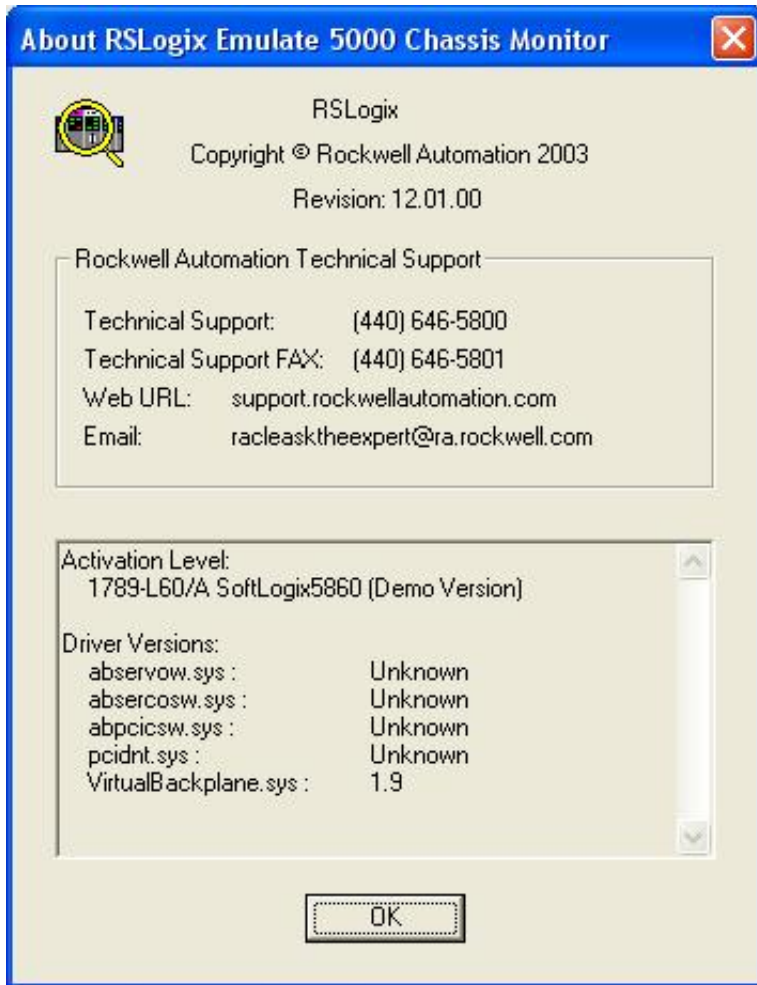 About RSLogix Emulate 5000 Chassis Monitor
RSLogix
Copyright © Rockwell Automation 2003
Revision: 12.01.00
Rockwell Automation Technical Support
Technical Support: (440) 646-5800
Technical Support FAX: (440) 646-5801
Web URL: support.rockwellautomation.com
Email: racleasktheexpert@ra.rockwell.com
Activation Level:
1789-L60/A SoftLogix5860 (Demo Version)
Driver Versions:
abservow.sys : Unknown
absercosw.sys : Unknown
abpcicsw.sys : Unknown
pcidnt.sys : Unknown
VirtualBackplane.sys : 1.9
OK